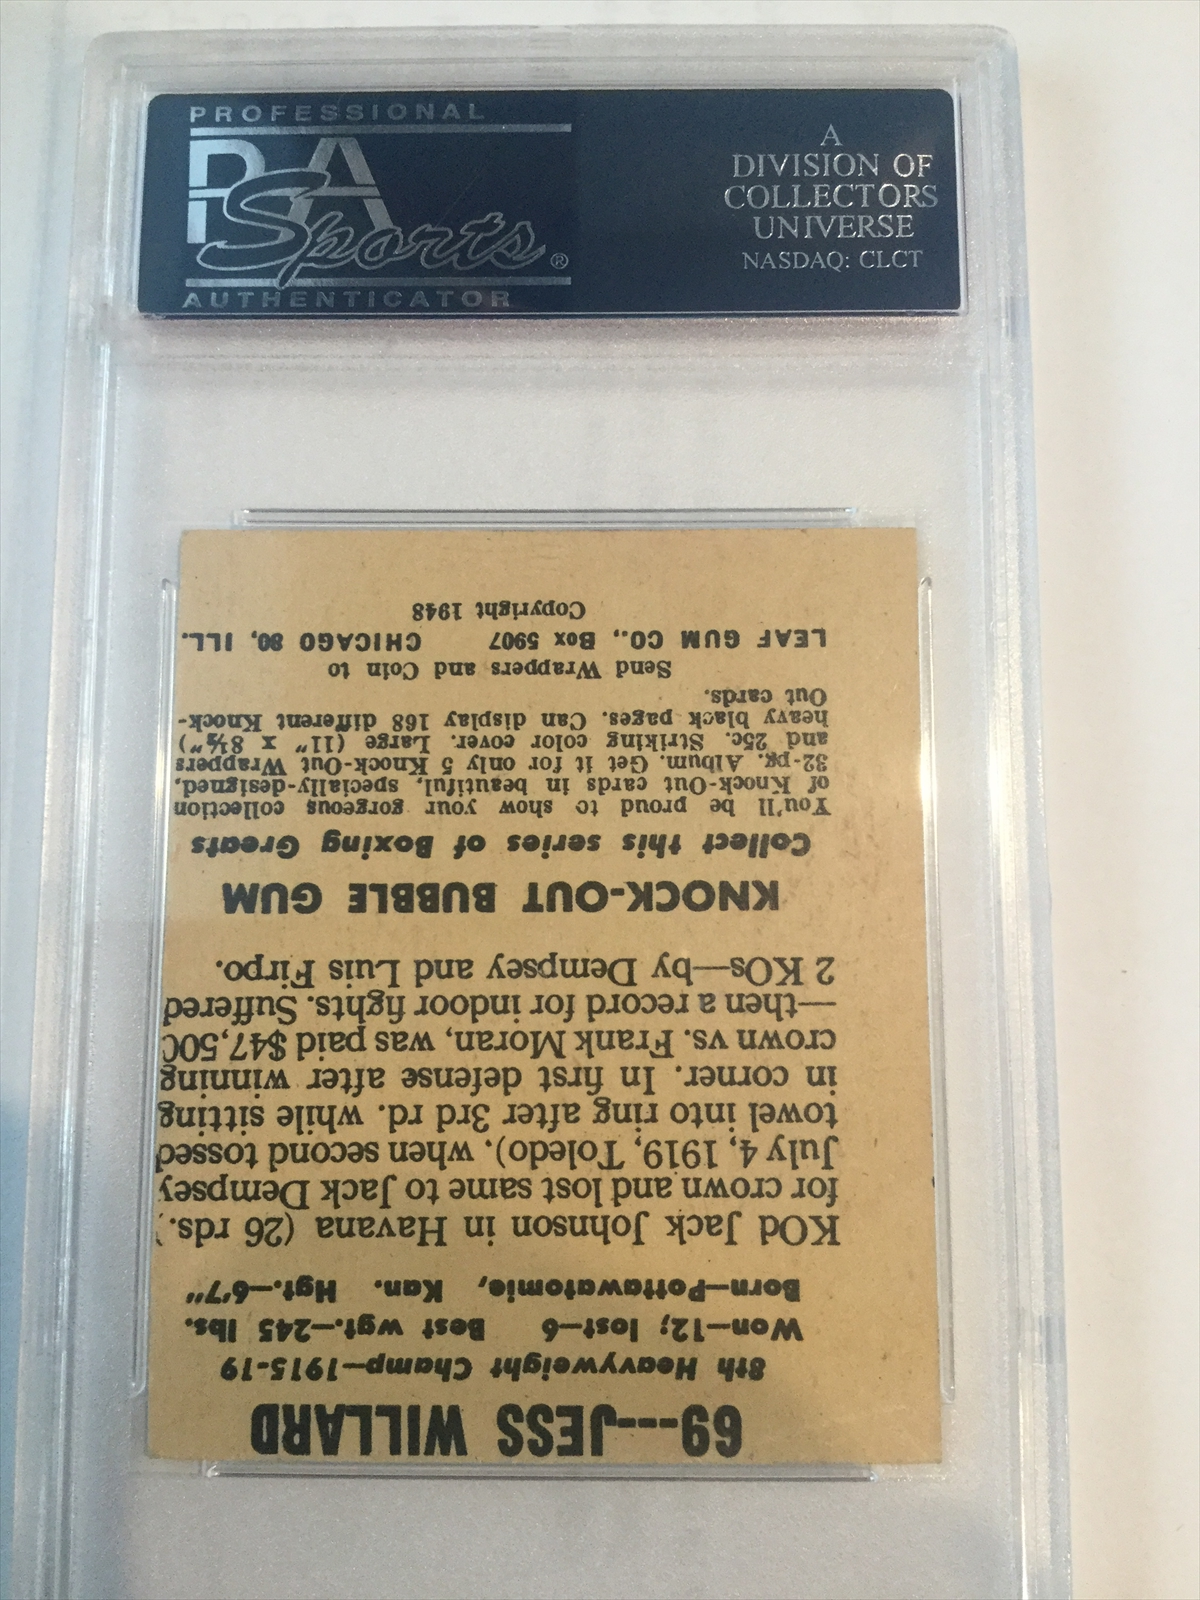 PROFESSIONAL
PSA
Sports®
AUTHENTICATOR
A
DIVISION OF
COLLECTORS
UNIVERSE
NASDAQ: CLCT
69---JESS WILLARD
8th Heavyweight Champ—1915-19
Won—12; lost—6 Best wgt.—245 lbs.
Born—Pottawatomie, Kan. Hgt.—6'7"
KOd Jack Johnson in Havana (26 rds.)
for crown and lost same to Jack Dempsey
July 4, 1919, Toledo). when second tossed
towel into ring after 3rd rd. while sitting
in corner. In first defense after winning
crown vs. Frank Moran, was paid $47,500
—then a record for indoor fights. Suffered
2 KOs—by Dempsey and Luis Firpo.
KNOCK-OUT BUBBLE GUM
Collect this series of Boxing Greats
You'll be proud to show your gorgeous collection
of Knock-Out cards in beautiful, specially-designed,
32-pg. Album. Get it for only 5 Knock-Out Wrappers
and 25c. Striking color cover. Large (11" x 8½")
heavy black pages. Can display 168 different Knock-
Out cards.
Send Wrappers and Coin to
LEAF GUM CO., Box 5907 CHICAGO 80, ILL.
Copyright 1948